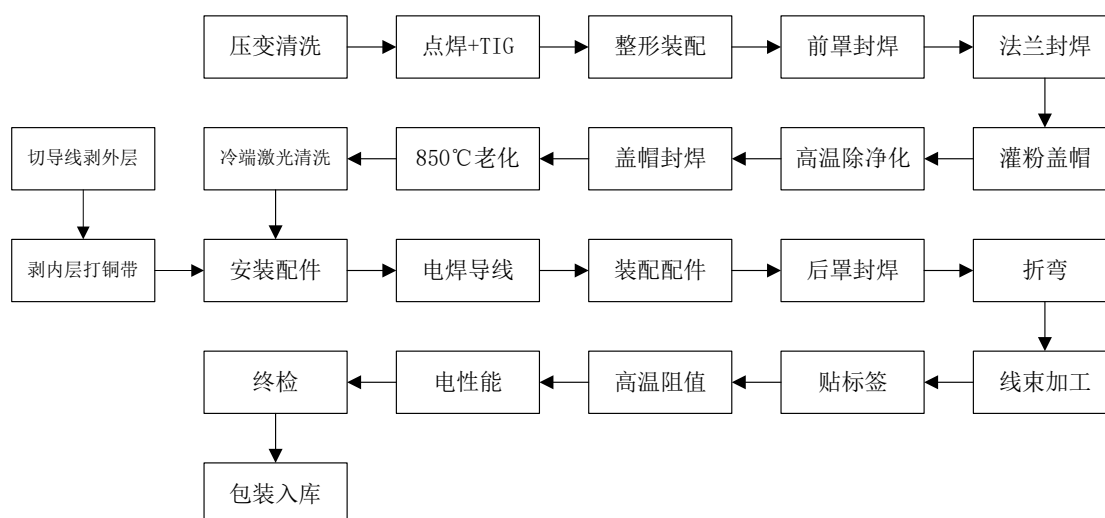 压变清洗
点焊+TIG
整形装配
前罩封焊
法兰封焊
切导线剥外层
冷端激光清洗
850℃老化
盖帽封焊
高温除净化
灌粉盖帽
剥内层打铜带
安装配件
电焊导线
装配配件
后罩封焊
折弯
终检
电性能
高温阻值
贴标签
线束加工
包装入库